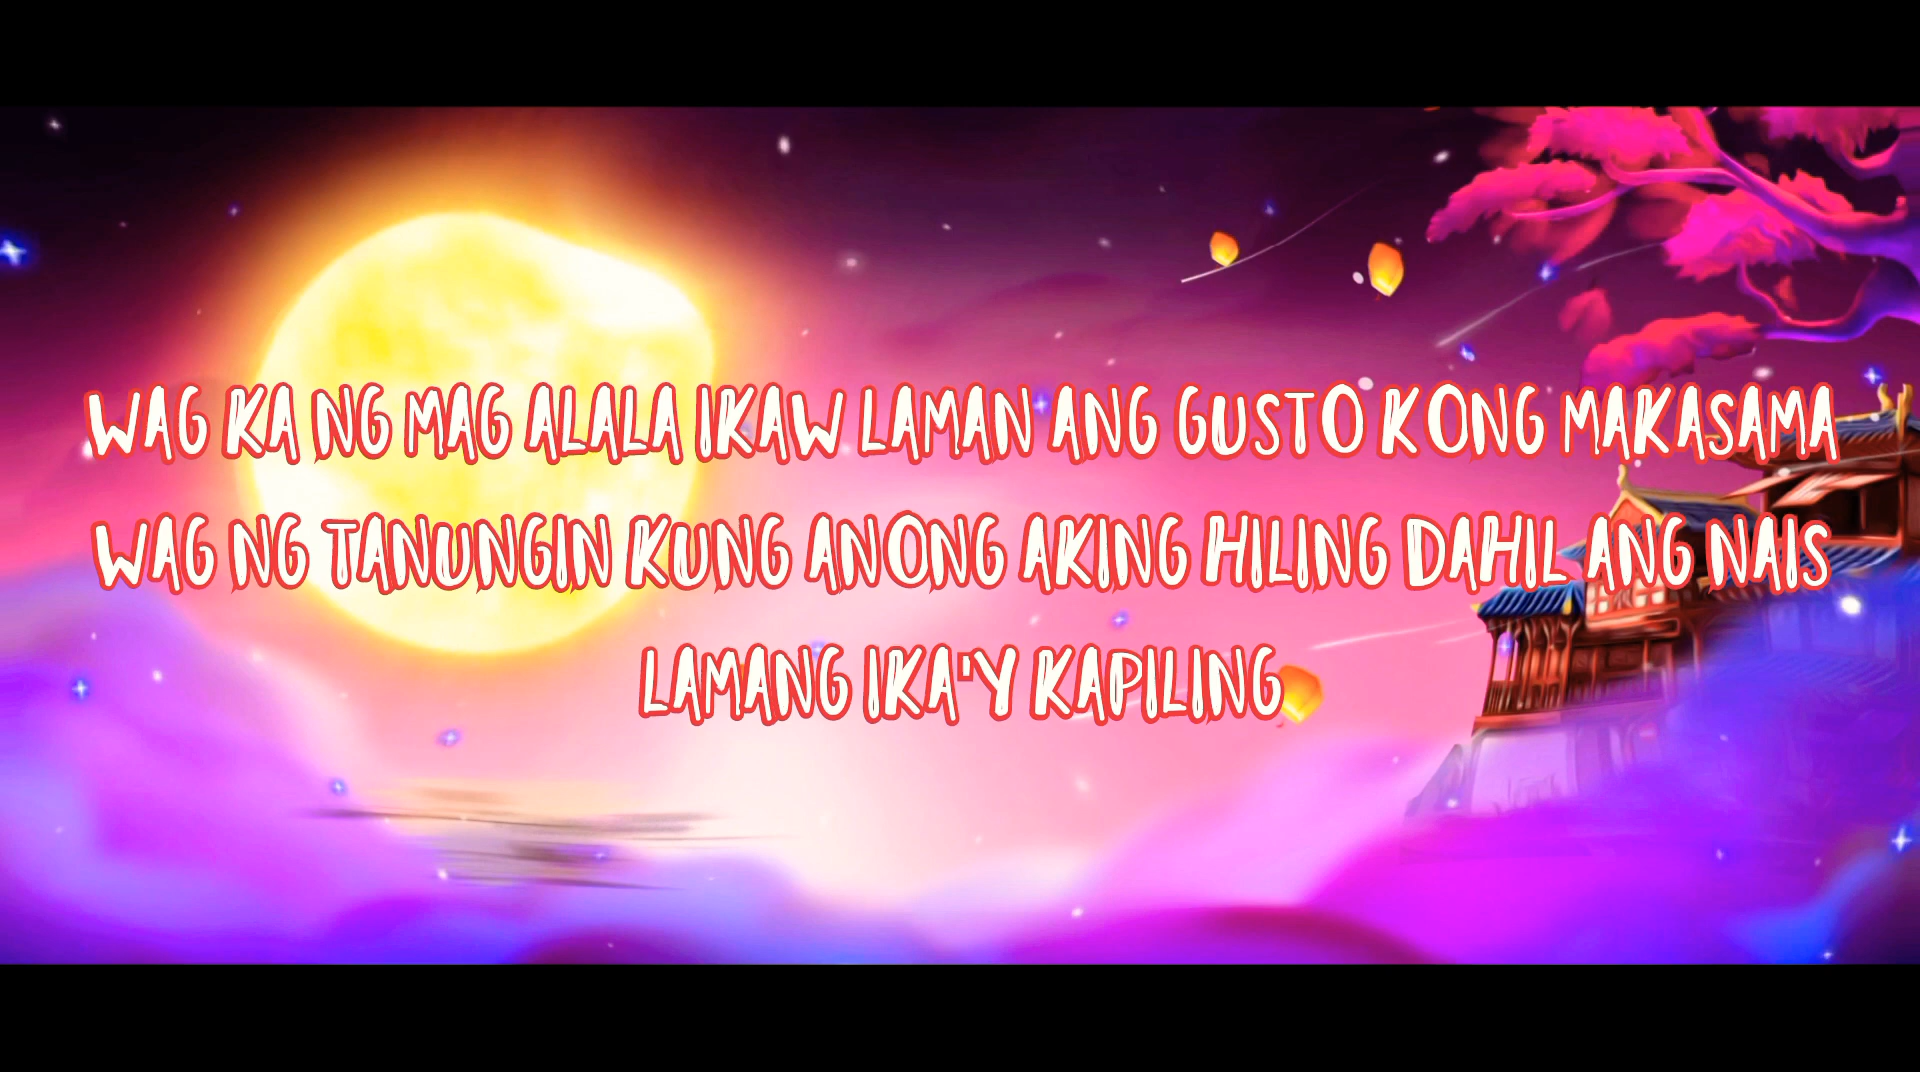 WAG KA NG MAG ALALA IKAW LAMAN ANG GUSTO KONG MAKASAMA
WAG NG TANUNGIN KUNG ANONG AKING HILING DAHIL ANG NAIS
LAMANG IKA'Y KAPILING